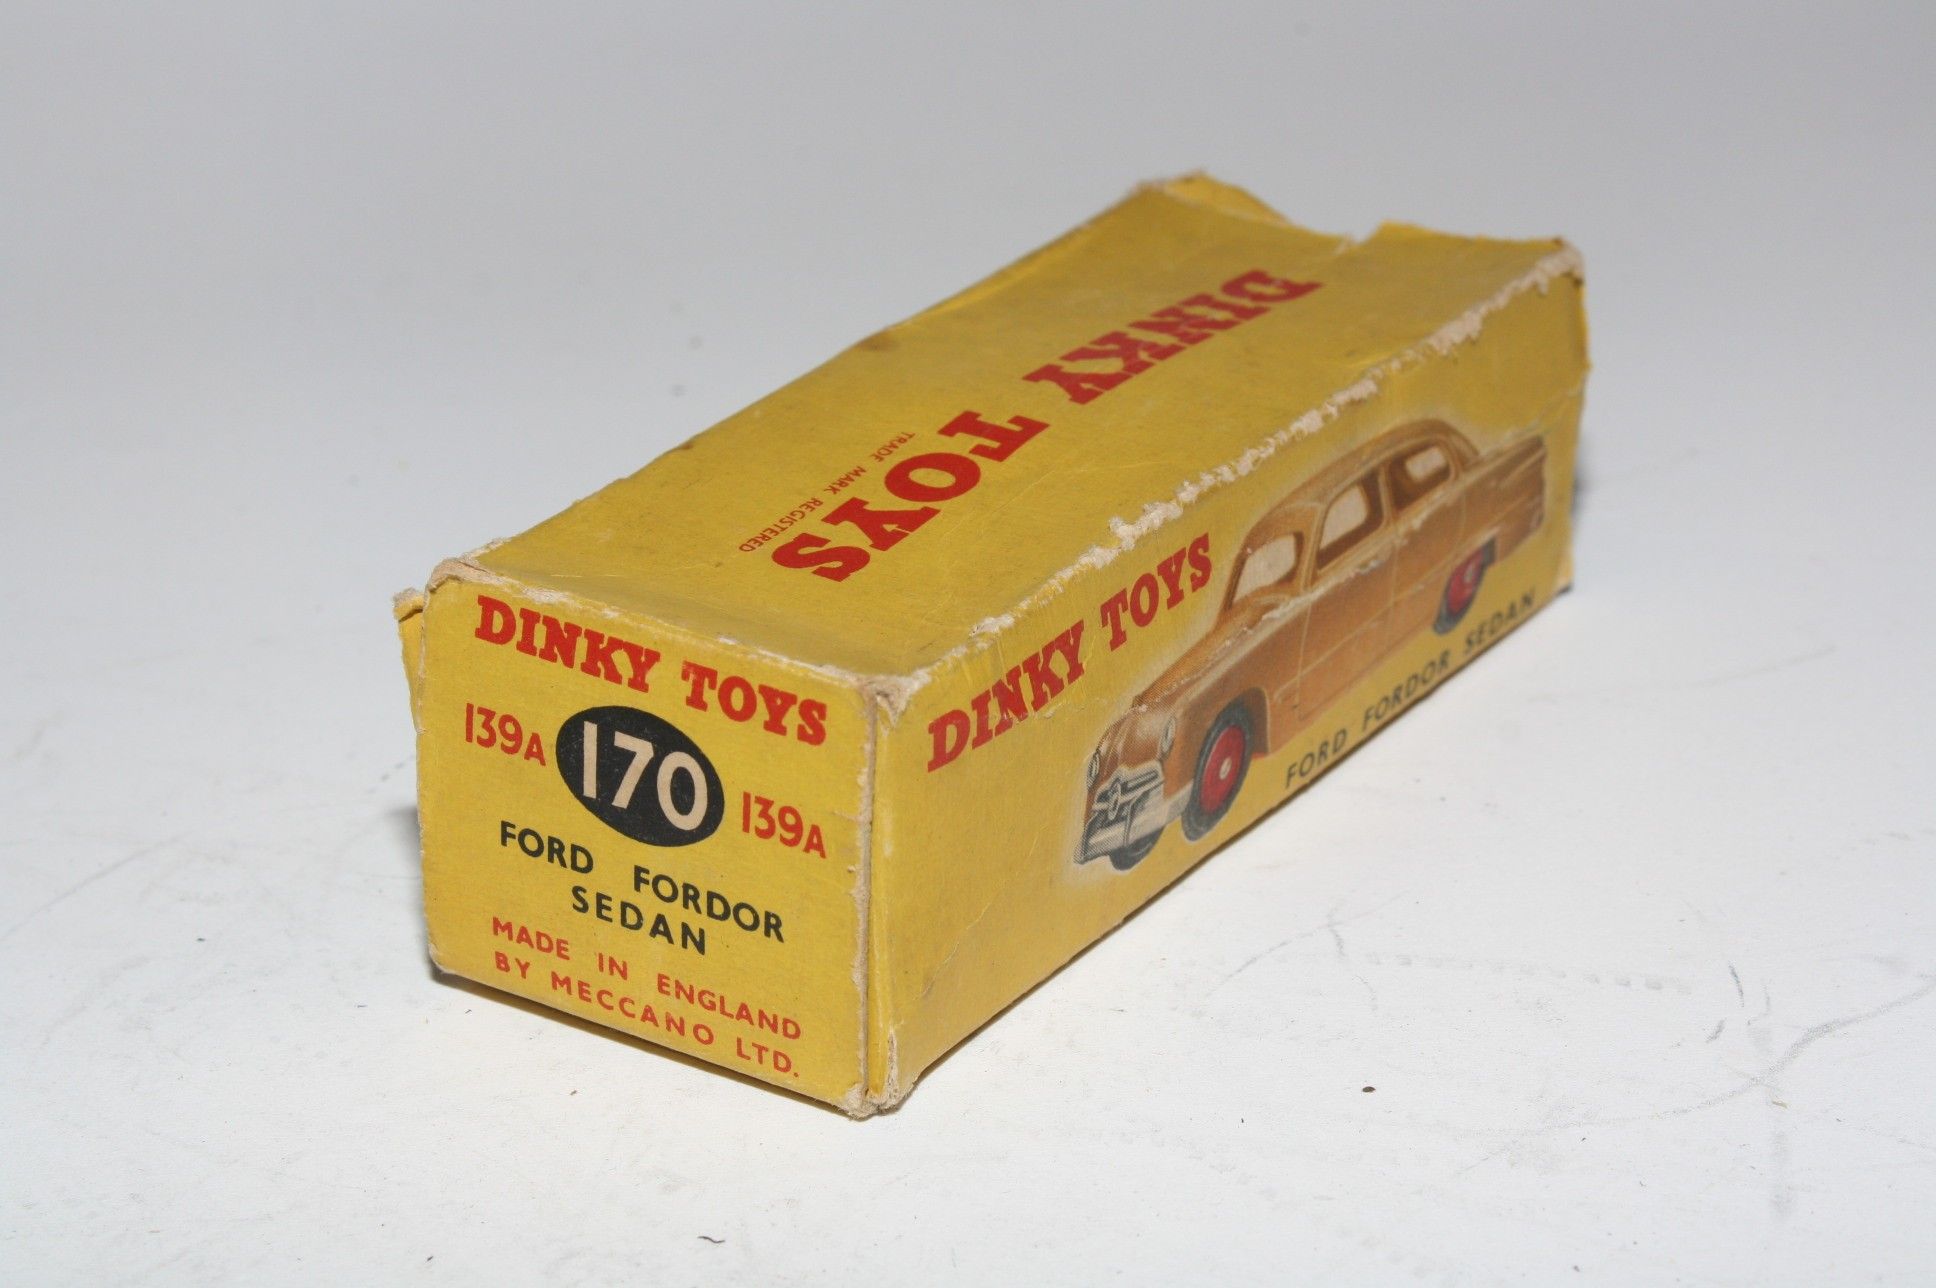 DINKY TOYS
TRADE MARK REGISTERED
DINKY TOYS
139A 170 139A
FORD FORDOR
SEDAN
MADE IN ENGLAND
BY MECCANO LTD.
DINKY TOYS
FORD FORDOR SEDAN